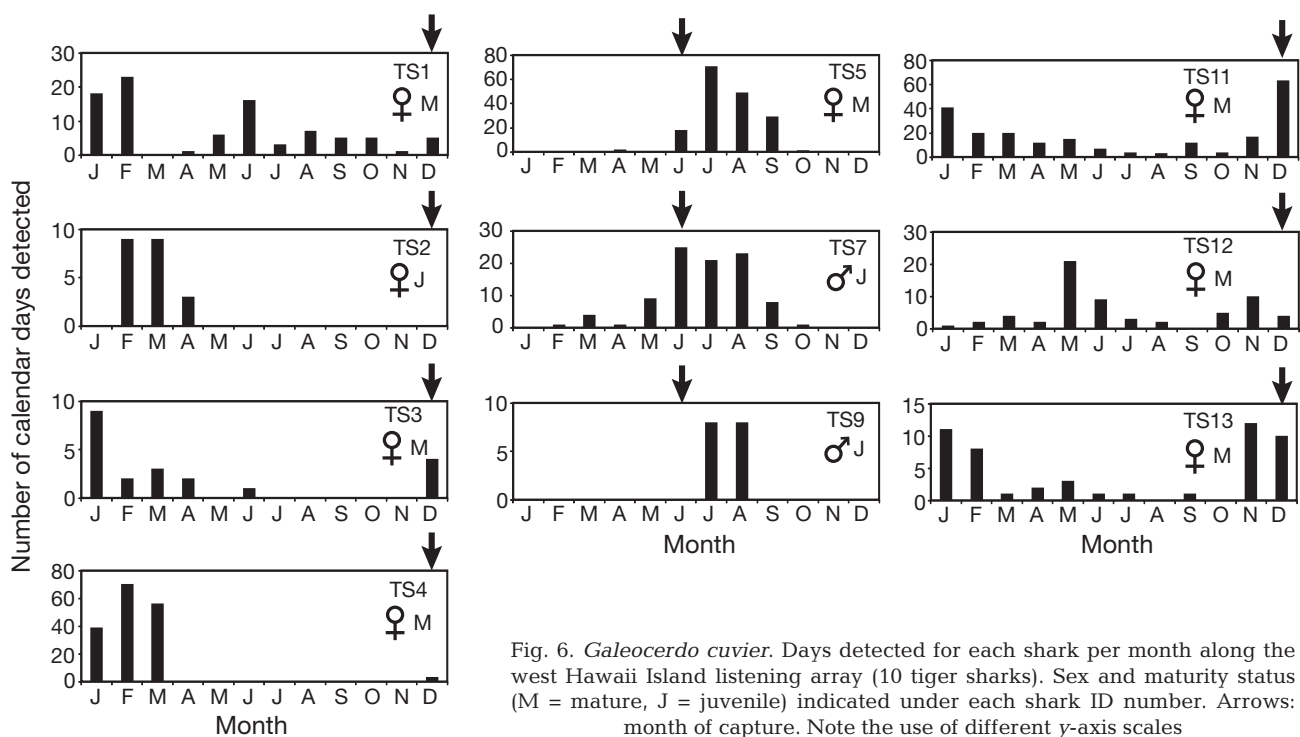 Number of calendar days detected
30
20
10
0
TS1
♀ M
J F M A M J J A S O N D
10
5
0
TS2
♀ J
J F M A M J J A S O N D
10
5
0
TS3
♀ M
J F M A M J J A S O N D
80
60
40
20
0
TS4
♀ M
J F M A M J J A S O N D
Month
80
60
40
20
0
TS5
♀ M
J F M A M J J A S O N D
30
20
10
0
TS7
♂ J
J F M A M J J A S O N D
10
5
0
TS9
♂ J
J F M A M J J A S O N D
Month
80
60
40
20
0
TS11
♀ M
J F M A M J J A S O N D
30
20
10
0
TS12
♀ M
J F M A M J J A S O N D
15
10
5
0
TS13
♀ M
J F M A M J J A S O N D
Month
Fig. 6. Galeocerdo cuvier. Days detected for each shark per month along the
west Hawaii Island listening array (10 tiger sharks). Sex and maturity status
(M = mature, J = juvenile) indicated under each shark ID number. Arrows:
month of capture. Note the use of different y-axis scales